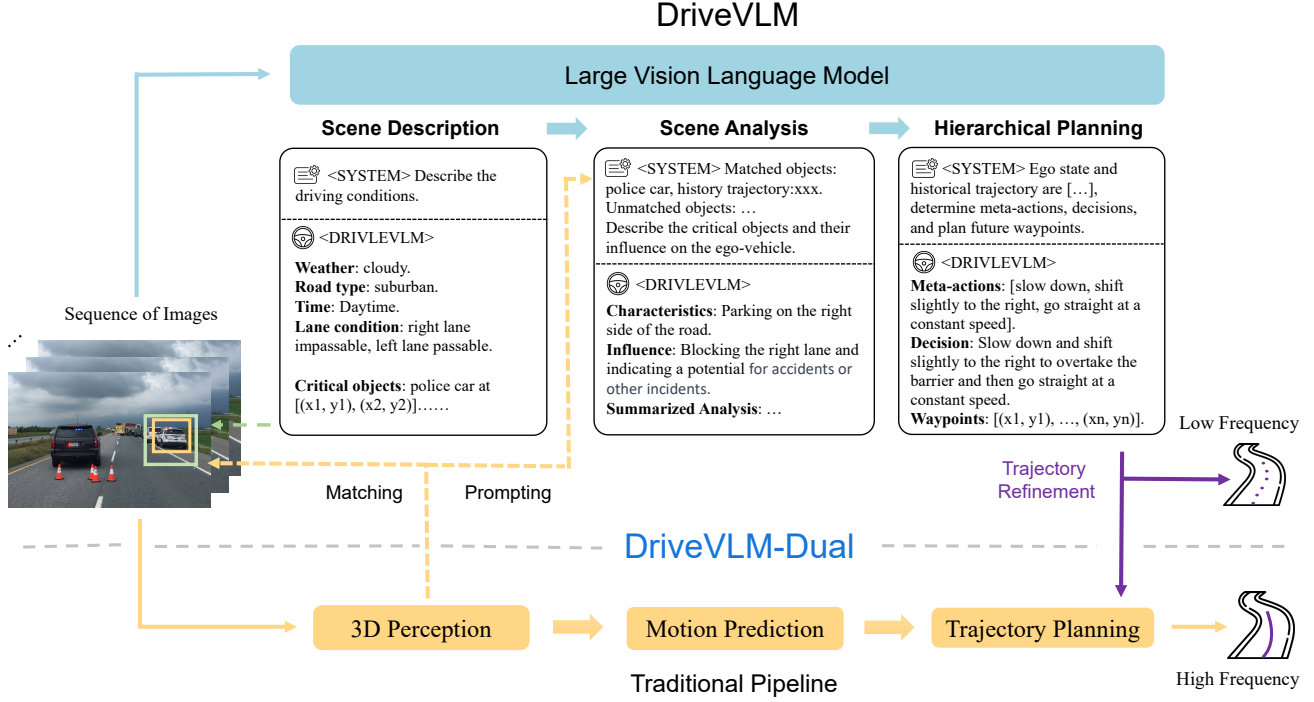 DriveVLM
Large Vision Language Model
Scene Description
Scene Analysis
Hierarchical Planning
<SYSTEM> Describe the
driving conditions.
<DRIVLEVLM>
Weather: cloudy.
Road type: suburban.
Time: Daytime.
Lane condition: right lane
impassable, left lane passable.
Critical objects: police car at
[(x1, y1), (x2, y2)]……
<SYSTEM> Matched objects:
police car, history trajectory:xxx.
Unmatched objects: …
Describe the critical objects and their
influence on the ego-vehicle.
<DRIVLEVLM>
Characteristics: Parking on the right
side of the road.
Influence: Blocking the right lane and
indicating a potential for accidents or
other incidents.
Summarized Analysis: …
<SYSTEM> Ego state and
historical trajectory are […],
determine meta-actions, decisions,
and plan future waypoints.
<DRIVLEVLM>
Meta-actions: [slow down, shift
slightly to the right, go straight at a
constant speed].
Decision: Slow down and shift
slightly to the right to overtake the
barrier and then go straight at a
constant speed.
Waypoints: [(x1, y1), …, (xn, yn)].
Sequence of Images
…
Matching
Prompting
Trajectory
Refinement
Low Frequency
DriveVLM-Dual
3D Perception
Motion Prediction
Trajectory Planning
High Frequency
Traditional Pipeline